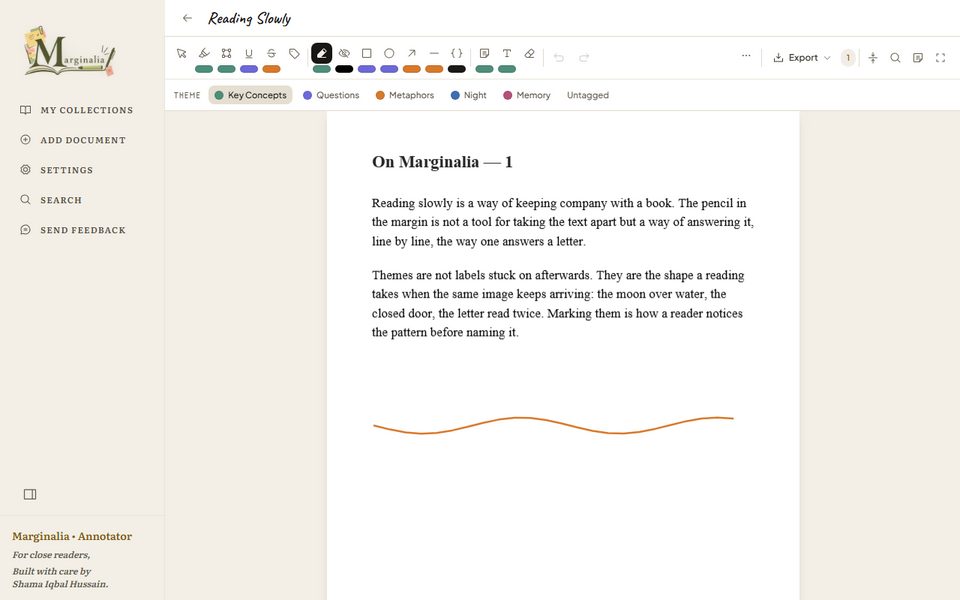 Marginalia
MY COLLECTIONS
ADD DOCUMENT
SETTINGS
SEARCH
SEND FEEDBACK
Marginalia • Annotator
For close readers,
Built with care by
Shama Iqbal Hussain.
Reading Slowly
U S T { }
Export 1
THEME Key Concepts Questions Metaphors Night Memory Untagged
On Marginalia — 1
Reading slowly is a way of keeping company with a book. The pencil in
the margin is not a tool for taking the text apart but a way of answering it,
line by line, the way one answers a letter.
Themes are not labels stuck on afterwards. They are the shape a reading
takes when the same image keeps arriving: the moon over water, the
closed door, the letter read twice. Marking them is how a reader notices
the pattern before naming it.